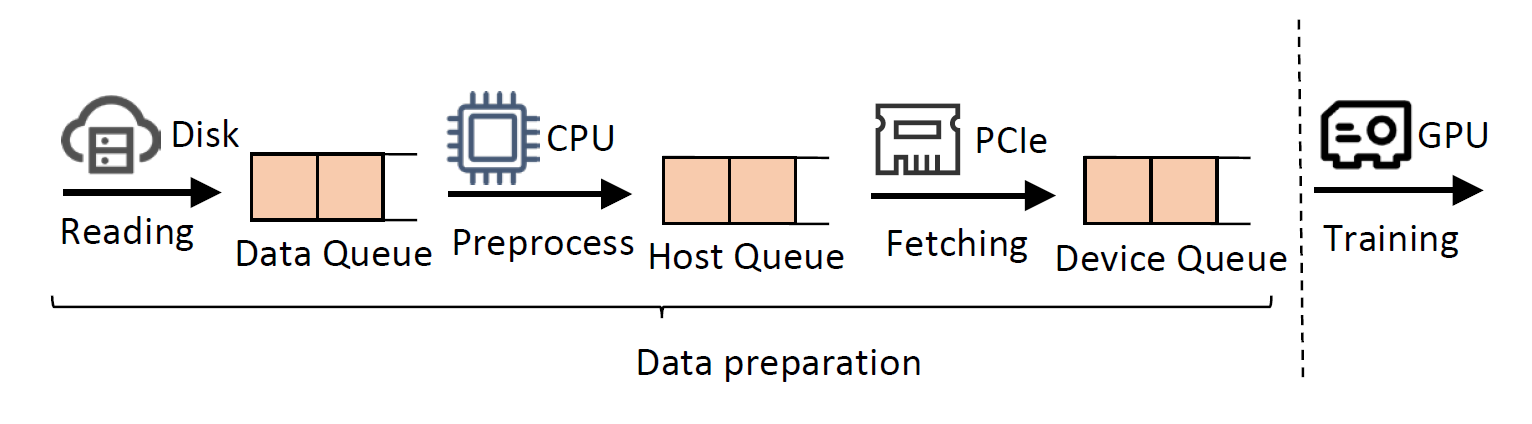 Disk
Reading
Data Queue
CPU
Preprocess
Host Queue
PCIe
Fetching
Device Queue
GPU
Training
Data preparation